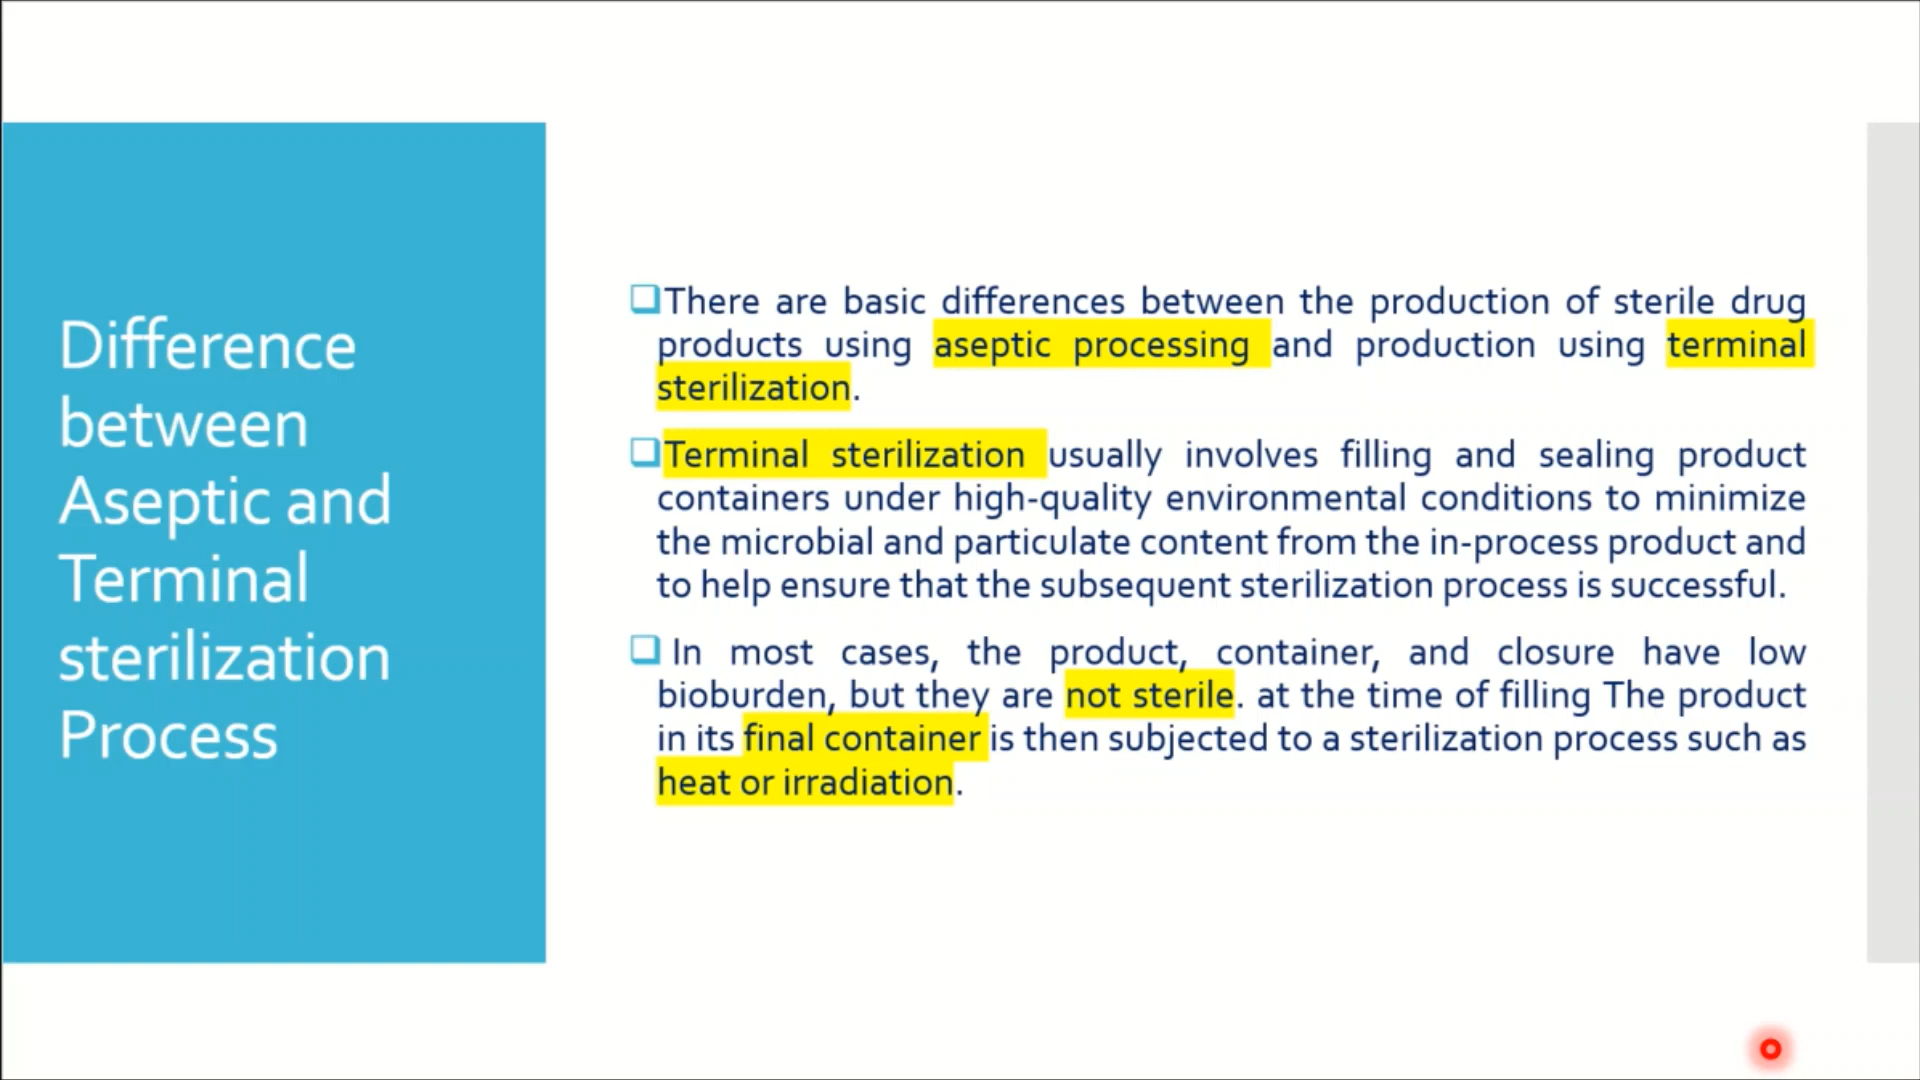 Difference
between
Aseptic and
Terminal
sterilization
Process
There are basic differences between the production of sterile drug
products using aseptic processing and production using terminal
sterilization.
Terminal sterilization usually involves filling and sealing product
containers under high-quality environmental conditions to minimize
the microbial and particulate content from the in-process product and
to help ensure that the subsequent sterilization process is successful.
In most cases, the product, container, and closure have low
bioburden, but they are not sterile. at the time of filling The product
in its final container is then subjected to a sterilization process such as
heat or irradiation.